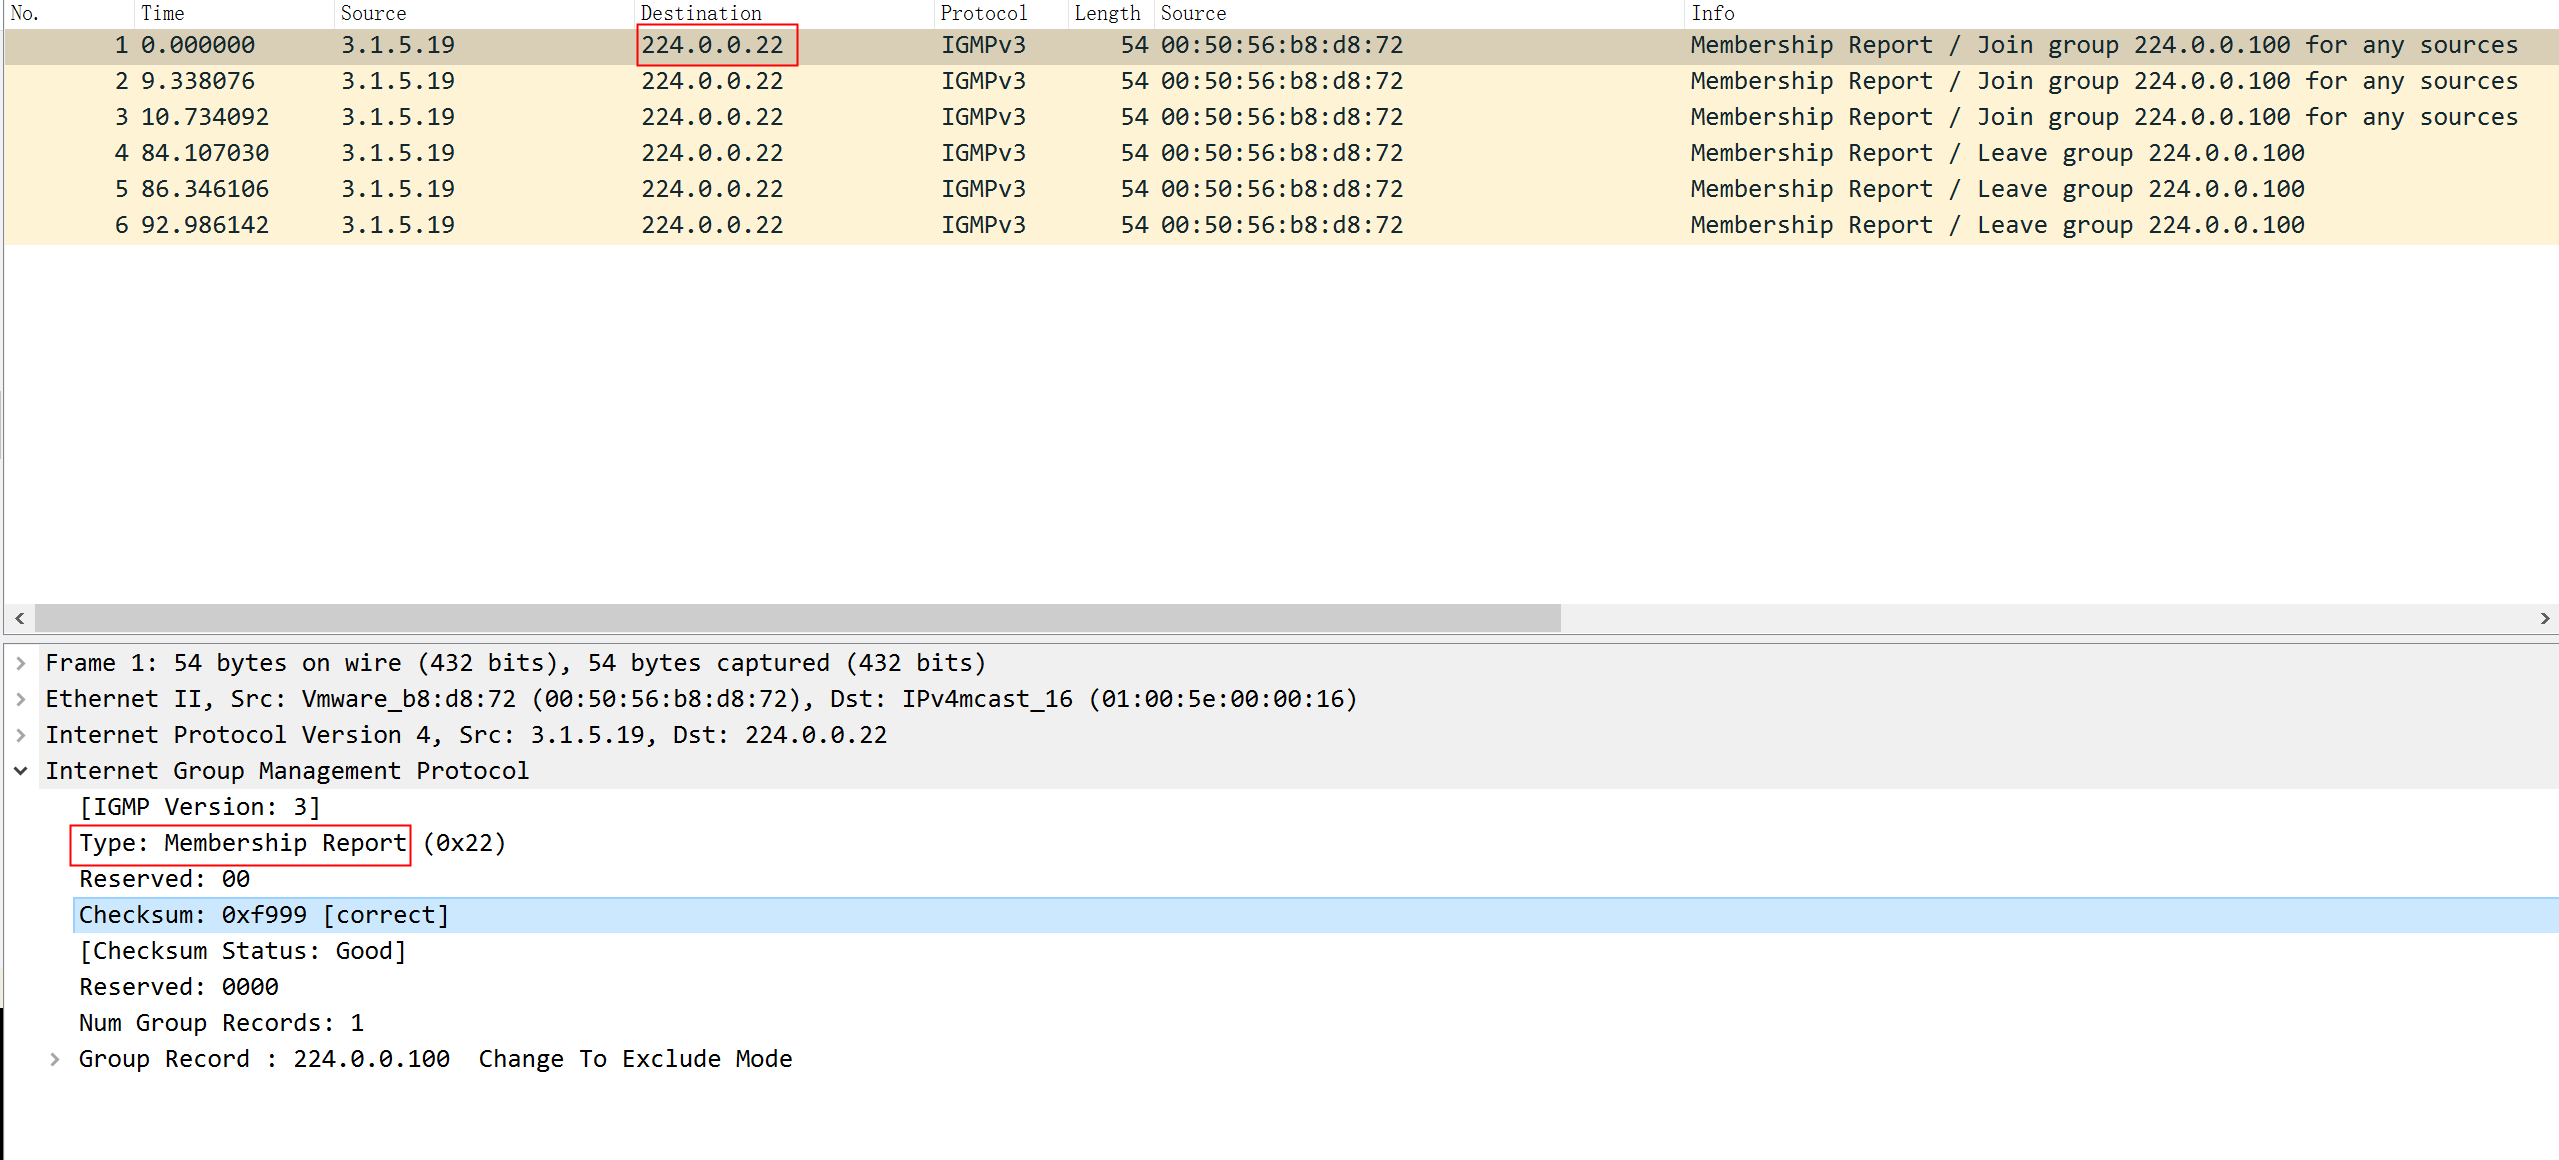 No. Time Source Destination Protocol Length Source Info
1 0.000000 3.1.5.19 224.0.0.22 IGMPv3 54 00:50:56:b8:d8:72 Membership Report / Join group 224.0.0.100 for any sources
2 9.338076 3.1.5.19 224.0.0.22 IGMPv3 54 00:50:56:b8:d8:72 Membership Report / Join group 224.0.0.100 for any sources
3 10.734092 3.1.5.19 224.0.0.22 IGMPv3 54 00:50:56:b8:d8:72 Membership Report / Join group 224.0.0.100 for any sources
4 84.107030 3.1.5.19 224.0.0.22 IGMPv3 54 00:50:56:b8:d8:72 Membership Report / Leave group 224.0.0.100
5 86.346106 3.1.5.19 224.0.0.22 IGMPv3 54 00:50:56:b8:d8:72 Membership Report / Leave group 224.0.0.100
6 92.986142 3.1.5.19 224.0.0.22 IGMPv3 54 00:50:56:b8:d8:72 Membership Report / Leave group 224.0.0.100
Frame 1: 54 bytes on wire (432 bits), 54 bytes captured (432 bits)
Ethernet II, Src: Vmware_b8:d8:72 (00:50:56:b8:d8:72), Dst: IPv4mcast_16 (01:00:5e:00:00:16)
Internet Protocol Version 4, Src: 3.1.5.19, Dst: 224.0.0.22
Internet Group Management Protocol
[IGMP Version: 3]
Type: Membership Report (0x22)
Reserved: 00
Checksum: 0xf999 [correct]
[Checksum Status: Good]
Reserved: 0000
Num Group Records: 1
Group Record : 224.0.0.100  Change To Exclude Mode